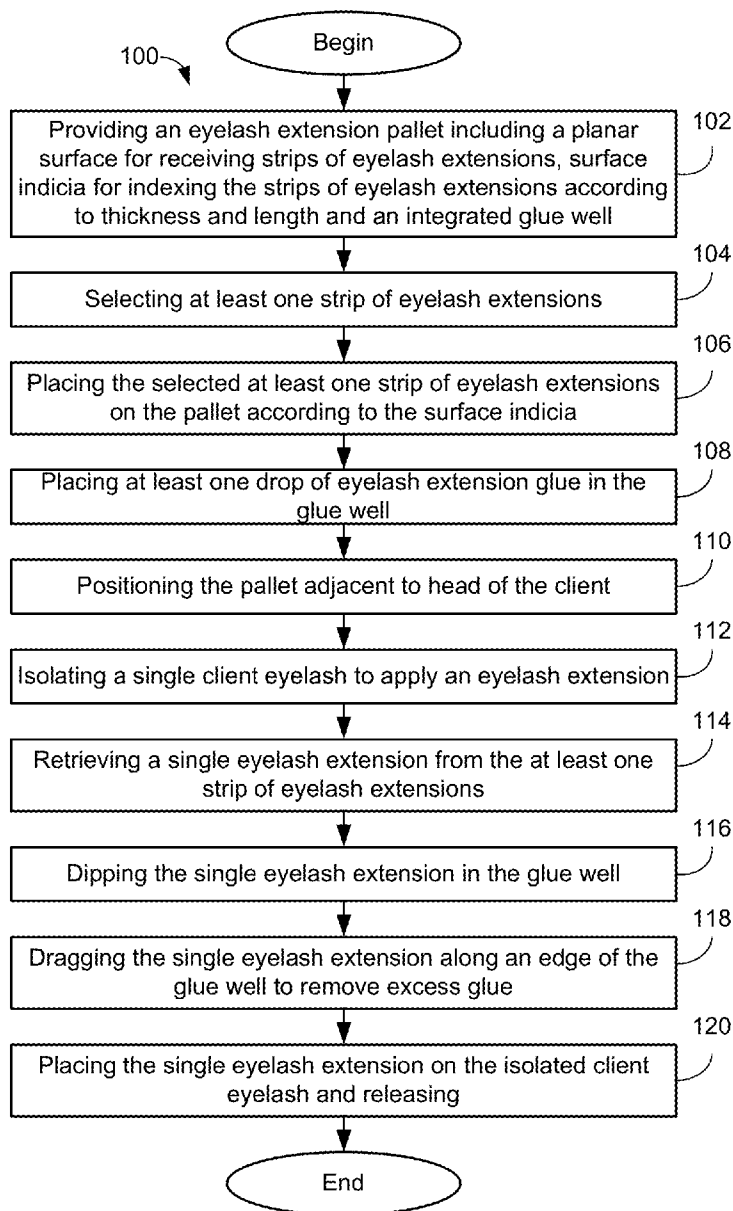 Begin
100
Providing an eyelash extension pallet including a planar
surface for receiving strips of eyelash extensions, surface
indicia for indexing the strips of eyelash extensions according
to thickness and length and an integrated glue well
102
Selecting at least one strip of eyelash extensions
104
Placing the selected at least one strip of eyelash extensions
on the pallet according to the surface indicia
106
Placing at least one drop of eyelash extension glue in the
glue well
108
Positioning the pallet adjacent to head of the client
110
Isolating a single client eyelash to apply an eyelash extension
112
Retrieving a single eyelash extension from the at least one
strip of eyelash extensions
114
Dipping the single eyelash extension in the glue well
116
Dragging the single eyelash extension along an edge of the
glue well to remove excess glue
118
Placing the single eyelash extension on the isolated client
eyelash and releasing
120
End